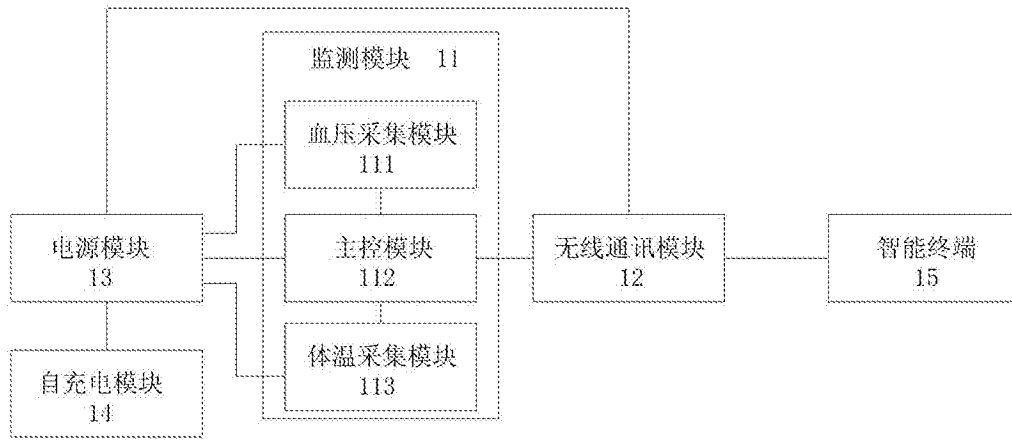 监测模块 11
血压采集模块
111
电源模块
13
主控模块
112
无线通讯模块
12
智能终端
15
体温采集模块
113
自充电模块
14